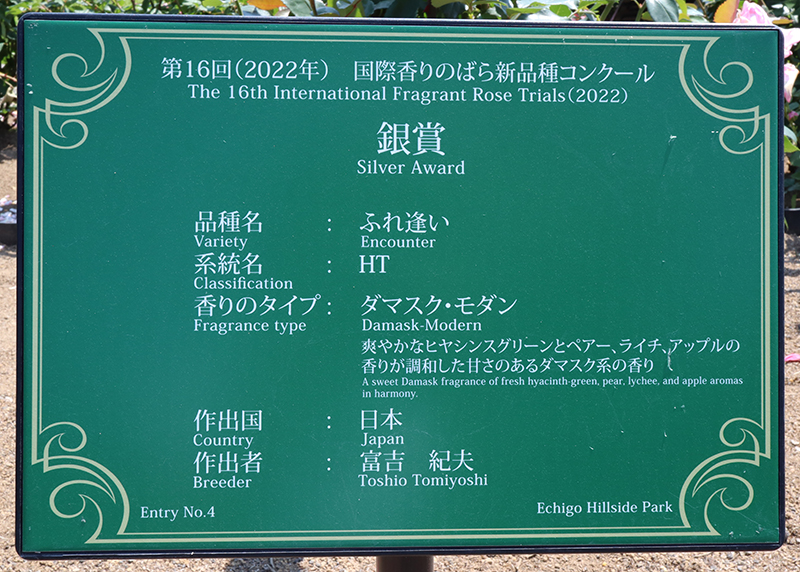 第16回(2022年) 国際香りのばら新品種コンクール
The 16th International Fragrant Rose Trials(2022)
銀賞
Silver Award
品種名 : ふれ逢い
Variety Encounter
系統名 : HT
Classification
香りのタイプ : ダマスク・モダン
Fragrance type Damask-Modern
爽やかなヒヤシンスグリーンとペアー、ライチ、アップルの
香りが調和した甘さのあるダマスク系の香り
A sweet Damask fragrance of fresh hyacinth-green, pear, lychee, and apple aromas
in harmony.
作出国 : 日本
Country Japan
作出者 : 富吉 紀夫
Breeder Toshio Tomiyoshi
Entry No.4 Echigo Hillside Park